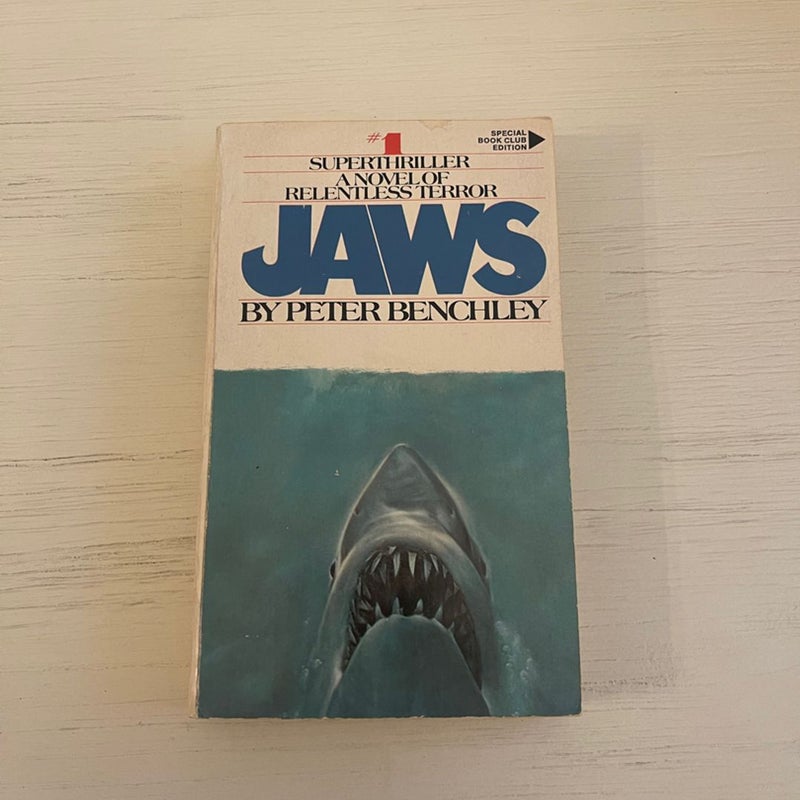 #1
SPECIAL
BOOK CLUB
EDITION
SUPERTHRILLER
A NOVEL OF
RELENTLESS TERROR
JAWS
BY PETER BENCHLEY